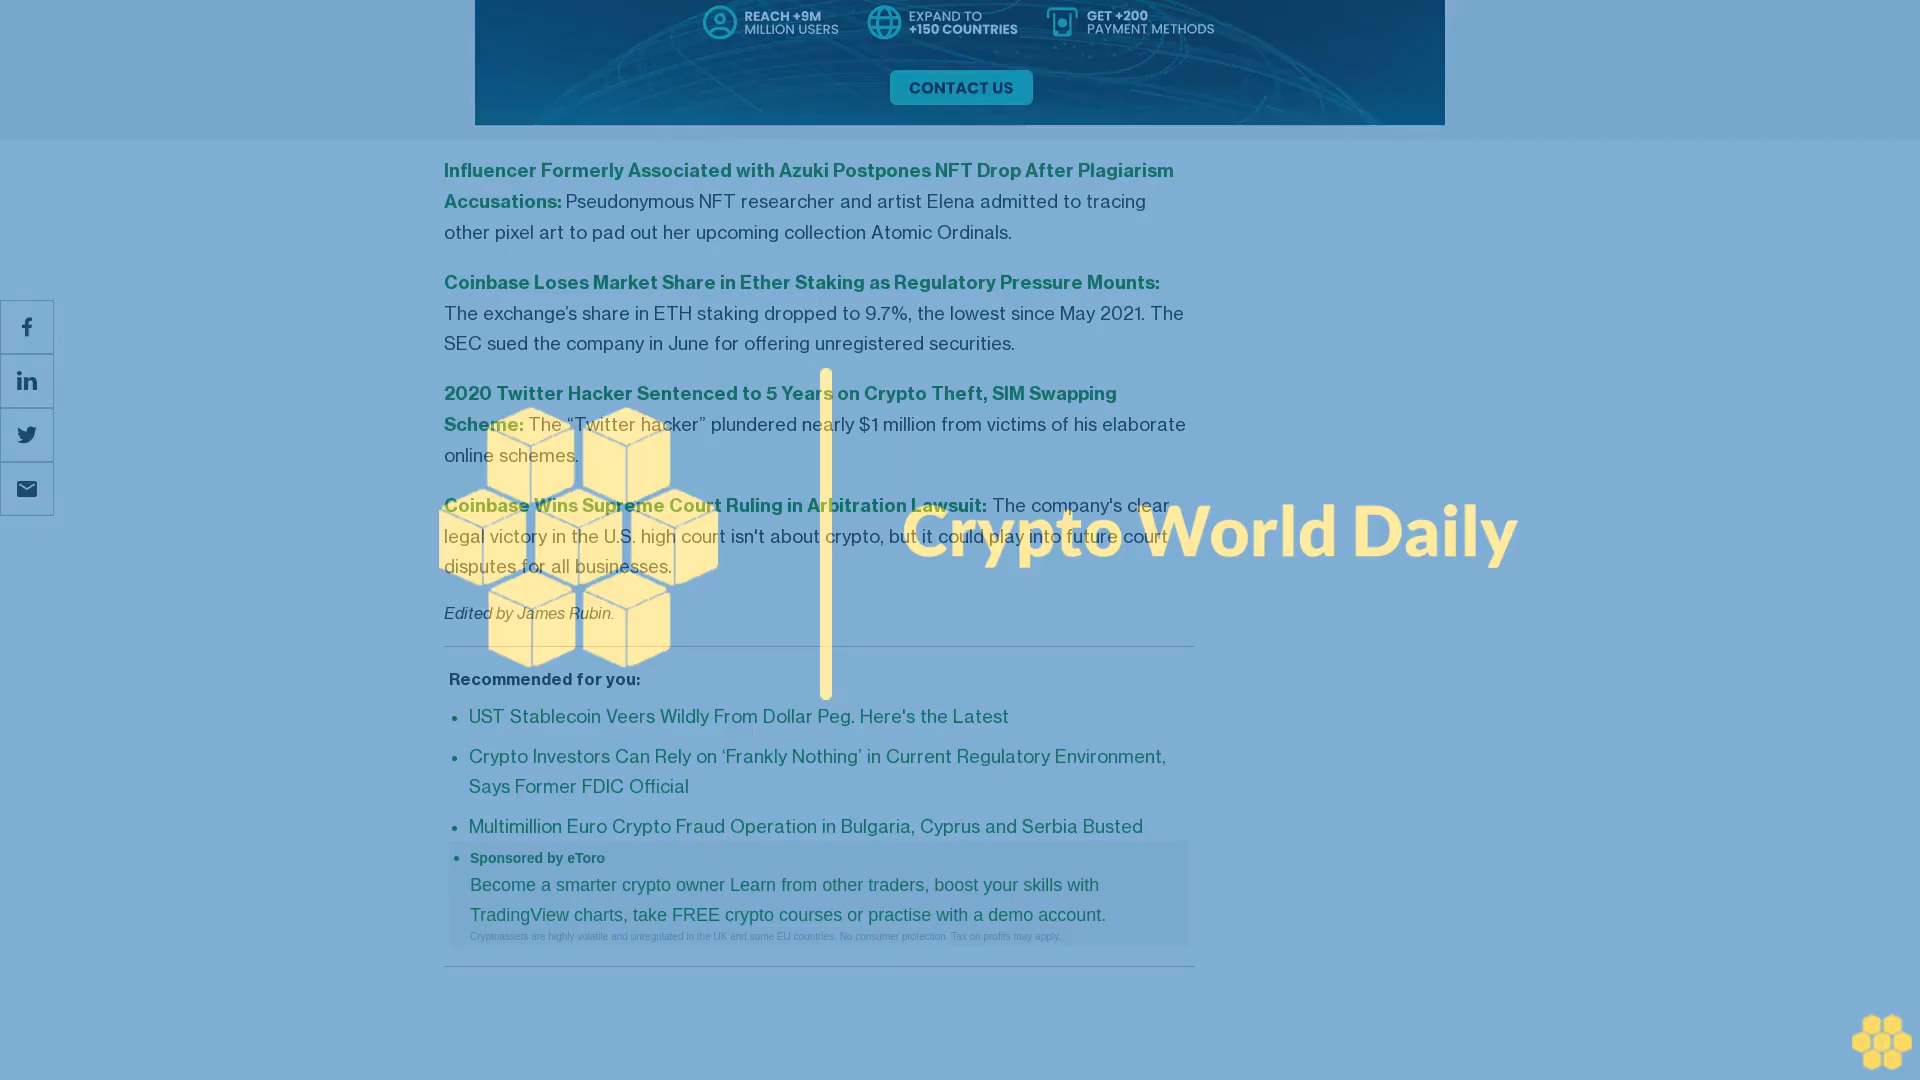 REACH +9M
MILLION USERS
EXPAND TO
+150 COUNTRIES
GET +200
PAYMENT METHODS
CONTACT US
Influencer Formerly Associated with Azuki Postpones NFT Drop After Plagiarism
Accusations: Pseudonymous NFT researcher and artist Elena admitted to tracing
other pixel art to pad out her upcoming collection Atomic Ordinals.
Coinbase Loses Market Share in Ether Staking as Regulatory Pressure Mounts:
The exchange’s share in ETH staking dropped to 9.7%, the lowest since May 2021. The
SEC sued the company in June for offering unregistered securities.
2020 Twitter Hacker Sentenced to 5 Years on Crypto Theft, SIM Swapping
Scheme: The “Twitter hacker” plundered nearly $1 million from victims of his elaborate
online schemes.
Coinbase Wins Supreme Court Ruling in Arbitration Lawsuit: The company's clear
legal victory in the U.S. high court isn't about crypto, but it could play into future court
disputes for all businesses.
Crypto World Daily
Edited by James Rubin.
Recommended for you:
• UST Stablecoin Veers Wildly From Dollar Peg. Here's the Latest
• Crypto Investors Can Rely on ‘Frankly Nothing’ in Current Regulatory Environment,
Says Former FDIC Official
• Multimillion Euro Crypto Fraud Operation in Bulgaria, Cyprus and Serbia Busted
• Sponsored by eToro
Become a smarter crypto owner Learn from other traders, boost your skills with
TradingView charts, take FREE crypto courses or practise with a demo account.
Cryptoassets are highly volatile and unregulated in the UK and some EU countries. No consumer protection. Tax on profits may apply.